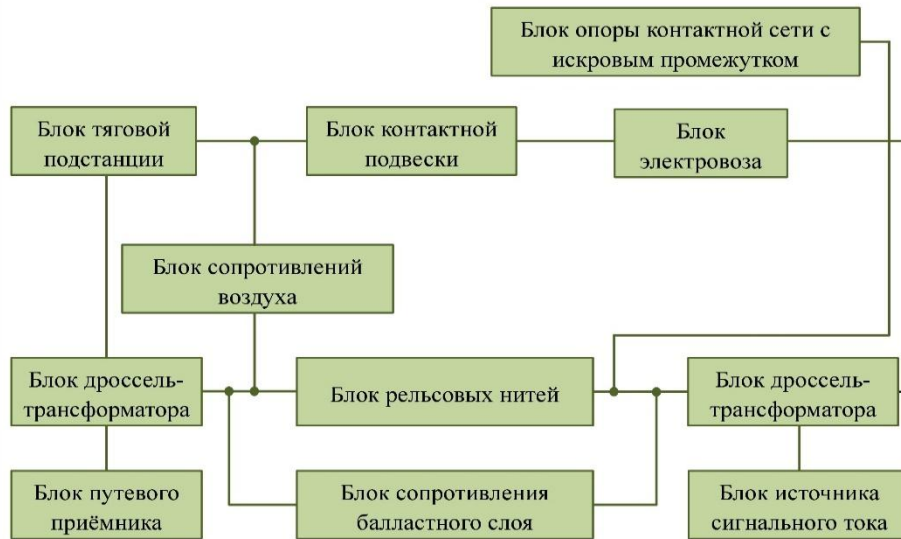 Блок опоры контактной сети с
искровым промежутком
Блок тяговой
подстанции
Блок контактной
подвески
Блок
электровоза
Блок сопротивлений
воздуха
Блок дроссель-
трансформатора
Блок рельсовых нитей
Блок дроссель-
трансформатора
Блок путевого
приёмника
Блок сопротивления
балластного слоя
Блок источника
сигнального тока